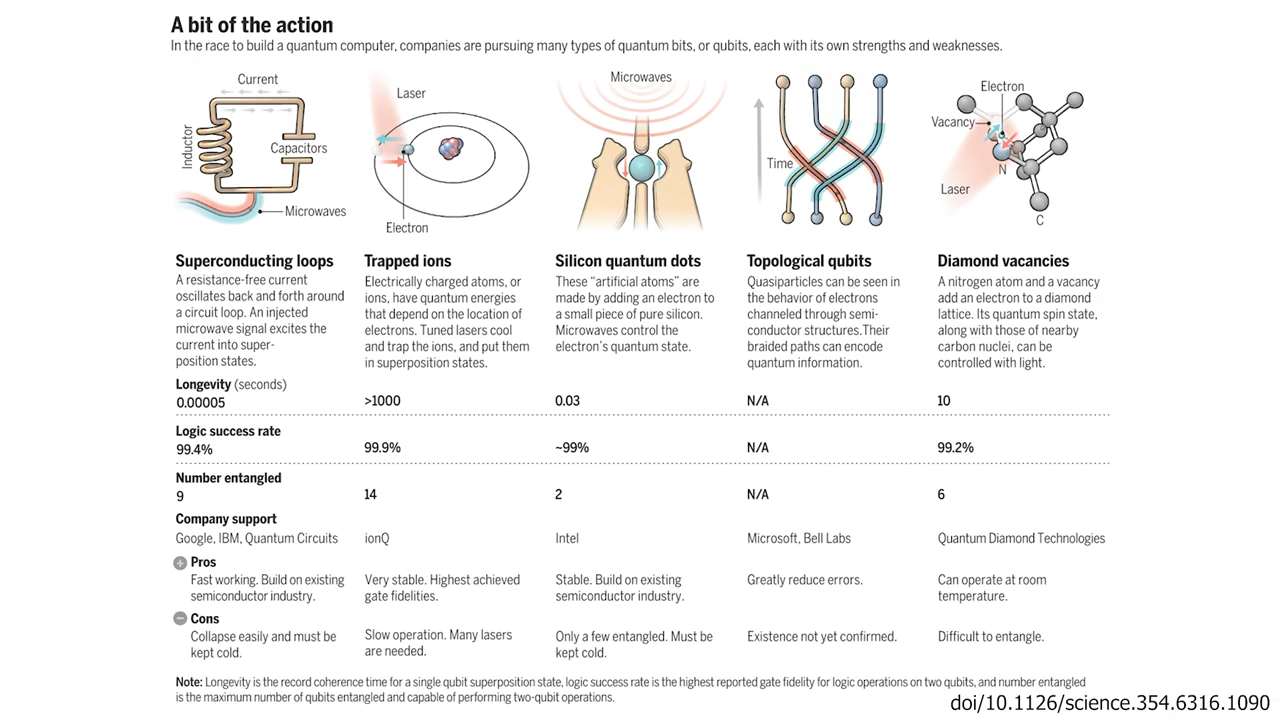 A bit of the action
In the race to build a quantum computer, companies are pursuing many types of quantum bits, or qubits, each with its own strengths and weaknesses.
Current
Inductor
Capacitors
Microwaves
Laser
Electron
Microwaves
Time
Electron
Vacancy
N
Laser
C
Superconducting loops
A resistance-free current
oscillates back and forth around
a circuit loop. An injected
microwave signal excites the
current into super-
position states.
Trapped ions
Electrically charged atoms, or
ions, have quantum energies
that depend on the location of
electrons. Tuned lasers cool
and trap the ions, and put them
in superposition states.
Silicon quantum dots
These “artificial atoms” are
made by adding an electron to
a small piece of pure silicon.
Microwaves control the
electron’s quantum state.
Topological qubits
Quasiparticles can be seen in
the behavior of electrons
channeled through semi-
conductor structures.Their
braided paths can encode
quantum information.
Diamond vacancies
A nitrogen atom and a vacancy
add an electron to a diamond
lattice. Its quantum spin state,
along with those of nearby
carbon nuclei, can be
controlled with light.
Longevity (seconds)
0.00005 >1000 0.03 N/A 10
Logic success rate
99.4% 99.9% ~99% N/A 99.2%
Number entangled
9 14 2 N/A 6
Company support
Google, IBM, Quantum Circuits ionQ Intel Microsoft, Bell Labs Quantum Diamond Technologies
+ Pros
Fast working. Build on existing
semiconductor industry.
Very stable. Highest achieved
gate fidelities.
Stable. Build on existing
semiconductor industry.
Greatly reduce errors.
Can operate at room
temperature.
− Cons
Collapse easily and must be
kept cold.
Slow operation. Many lasers
are needed.
Only a few entangled. Must be
kept cold.
Existence not yet confirmed.
Difficult to entangle.
Note: Longevity is the record coherence time for a single qubit superposition state, logic success rate is the highest reported gate fidelity for logic operations on two qubits, and number entangled
is the maximum number of qubits entangled and capable of performing two-qubit operations.
doi/10.1126/science.354.6316.1090